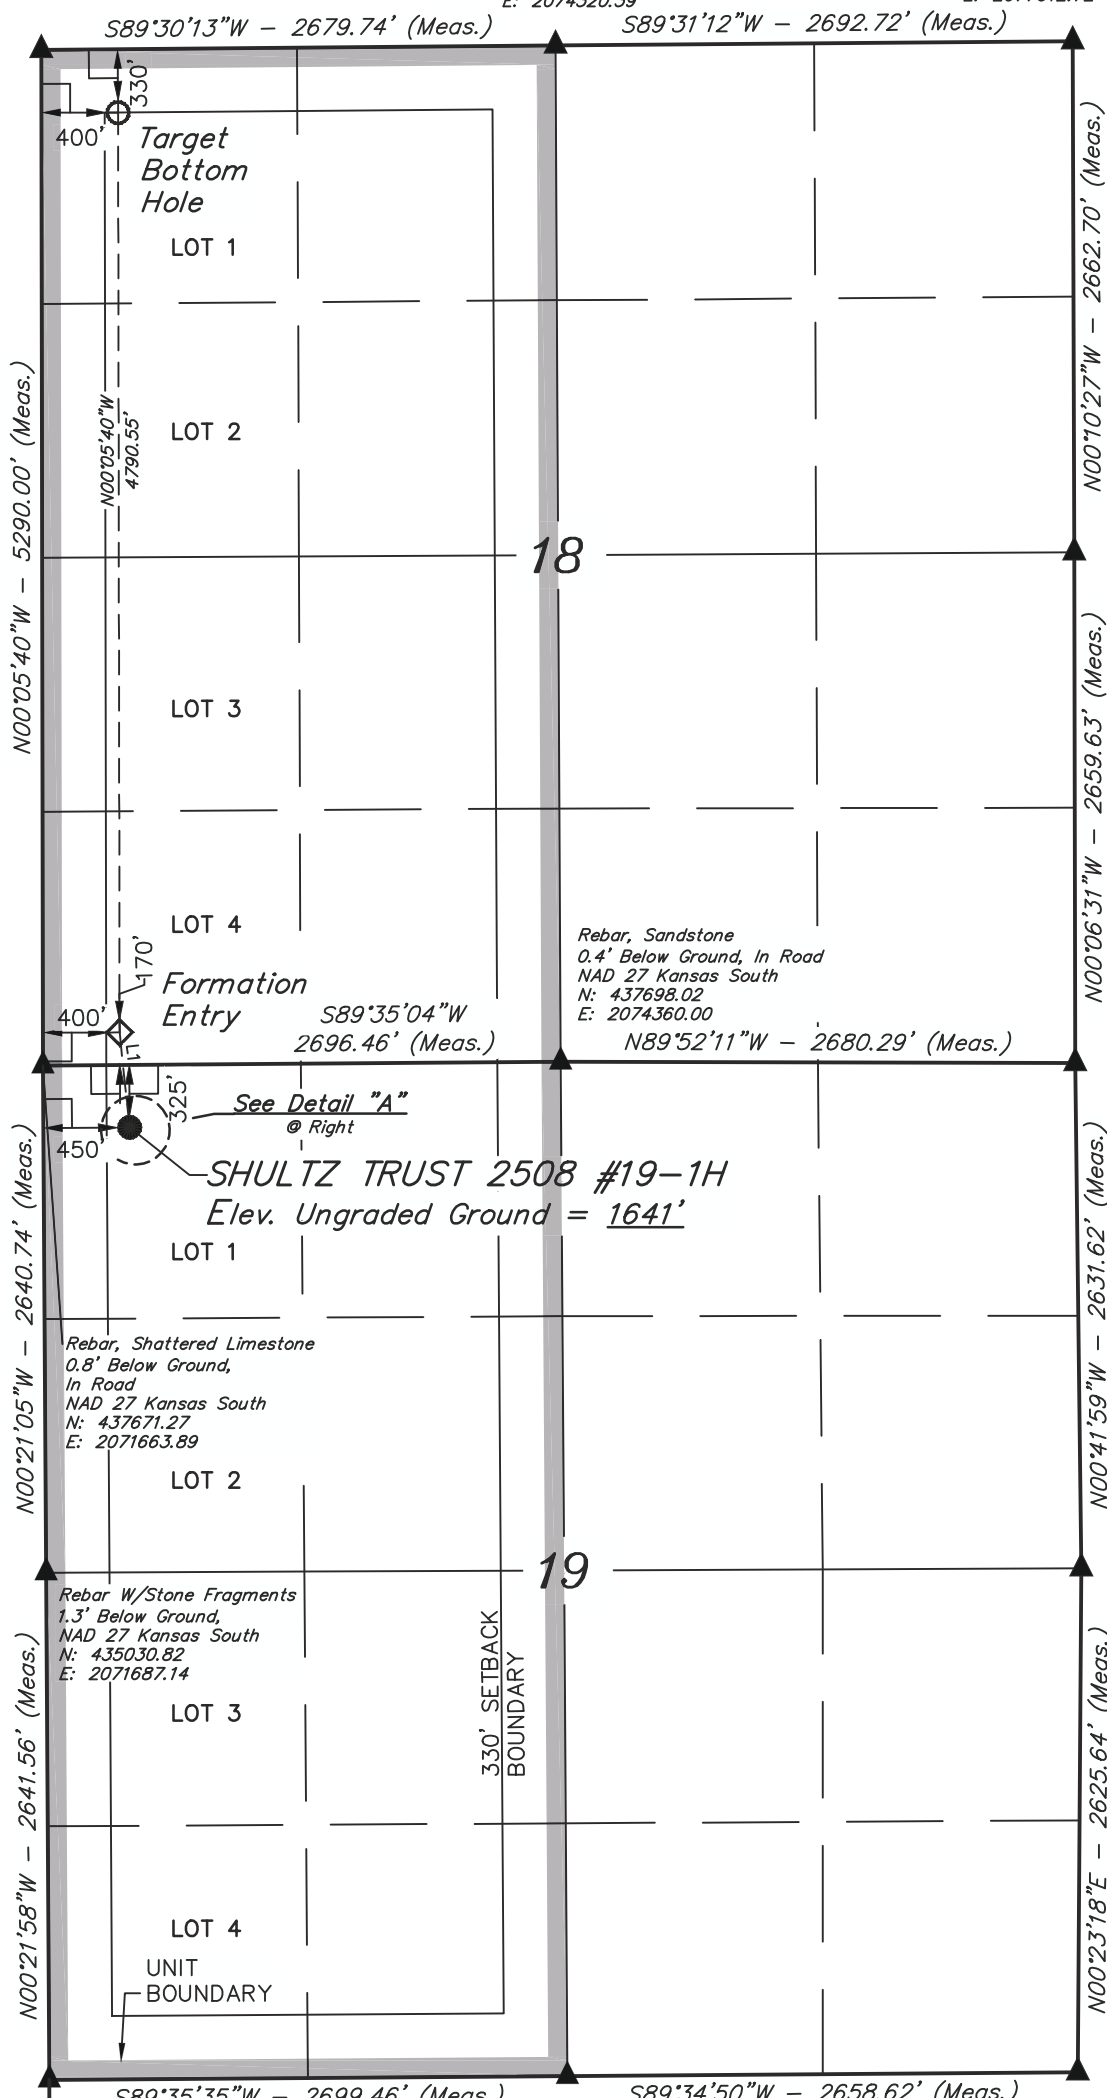 S89°30'13"W - 2679.74' (Meas.)
S89°31'12"W - 2692.72' (Meas.)
330'
400'
Target
Bottom
Hole
LOT 1
N00°10'27"W - 2662.70' (Meas.)
N00°05'40"W - 5290.00' (Meas.)
N00°05'40"W
4790.55'
LOT 2
18
LOT 3
N00°06'31"W - 2659.63' (Meas.)
LOT 4
170'
Formation
Entry
400'
L1
S89°35'04"W
2696.46' (Meas.)
Rebar, Sandstone
0.4' Below Ground, In Road
NAD 27 Kansas South
N: 437698.02
E: 2074360.00
N89°52'11"W - 2680.29' (Meas.)
325'
See Detail "A"
@ Right
450'
SHULTZ TRUST 2508 #19-1H
Elev. Ungraded Ground = 1641'
LOT 1
N00°21'05"W - 2640.74' (Meas.)
N00°41'59"W - 2631.62' (Meas.)
Rebar, Shattered Limestone
0.8' Below Ground,
In Road
NAD 27 Kansas South
N: 437671.27
E: 2071663.89
LOT 2
19
Rebar W/Stone Fragments
1.3' Below Ground,
NAD 27 Kansas South
N: 435030.82
E: 2071687.14
330' SETBACK
BOUNDARY
LOT 3
N00°21'58"W - 2641.56' (Meas.)
N00°23'18"E - 2625.64' (Meas.)
LOT 4
UNIT
BOUNDARY
S89°35'35"W - 2699.46' (Meas.)
S89°34'50"W - 2658.62' (Meas.)